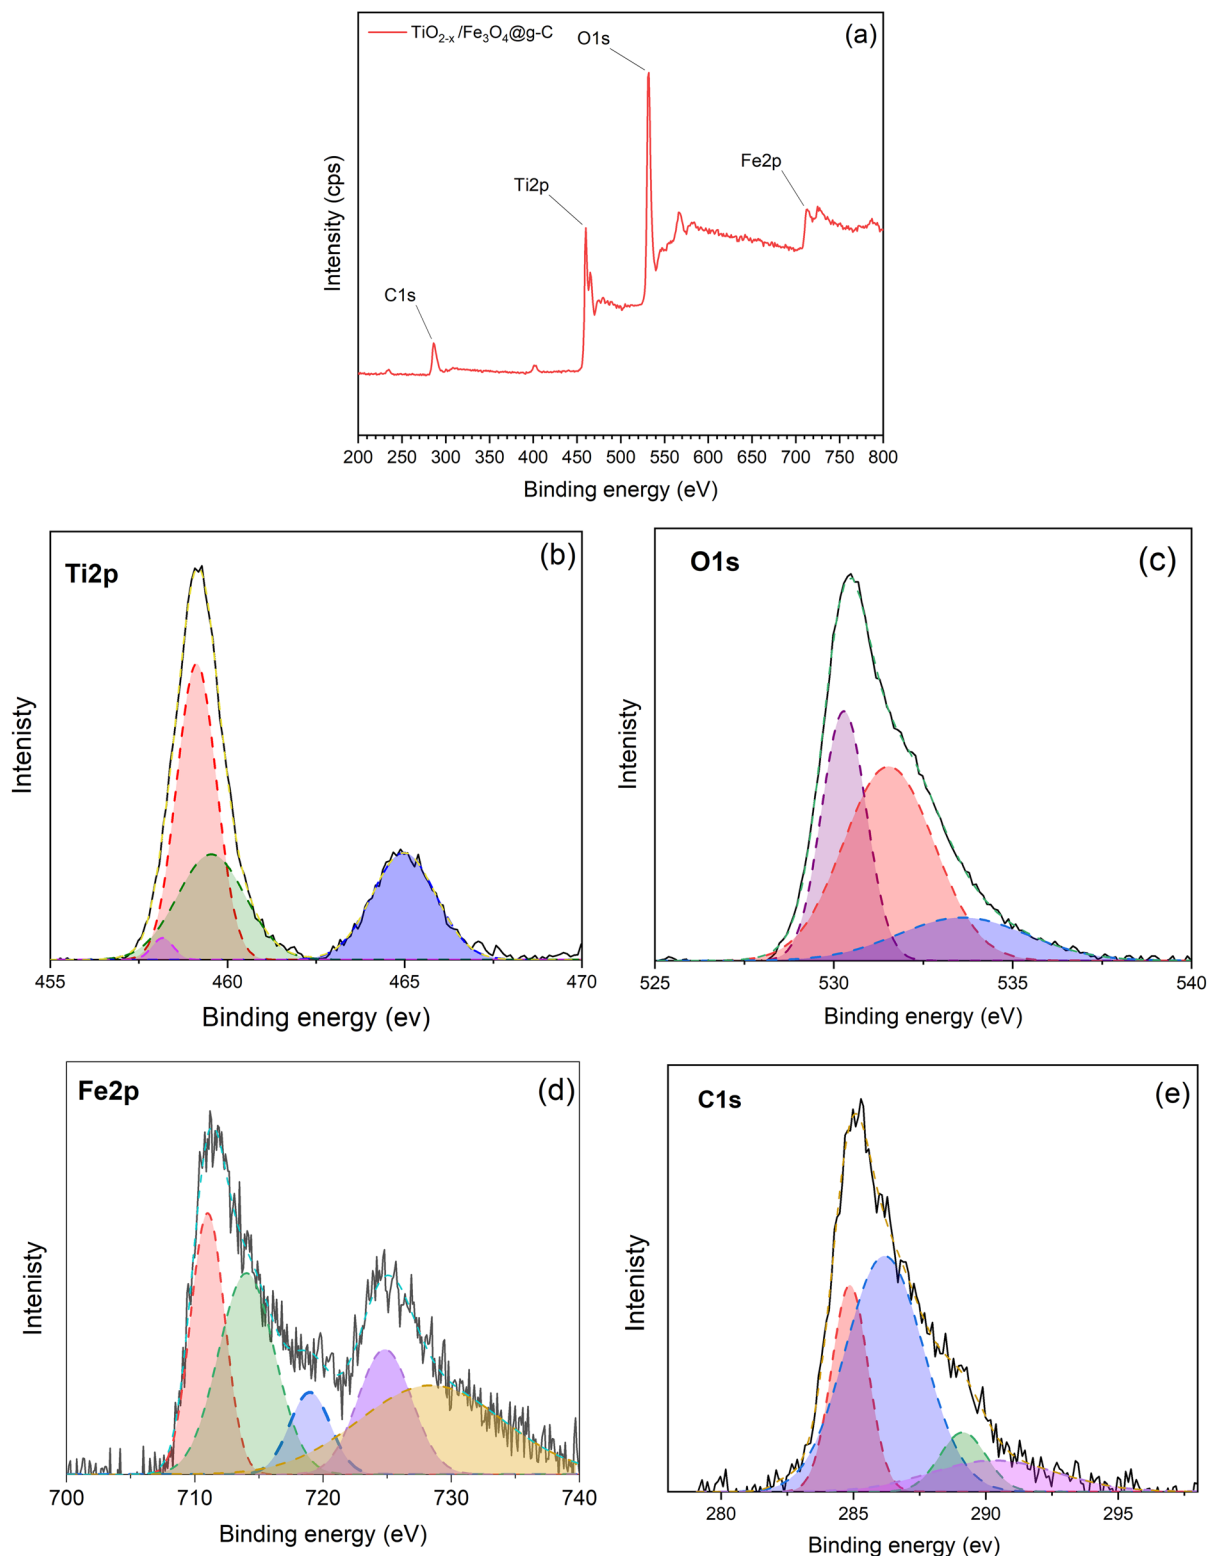 TiO2-x /Fe3O4@g-C
(a)
O1s
Fe2p
Ti2p
C1s
Intensity (cps)
200 250 300 350 400 450 500 550 600 650 700 750 800
Binding energy (eV)
Ti2p
(b)
Intenisty
455 460 465 470
Binding energy (ev)
O1s
(c)
Intenisty
525 530 535 540
Binding energy (eV)
Fe2p
(d)
Intenisty
700 710 720 730 740
Binding energy (eV)
C1s
(e)
Intenisty
280 285 290 295
Binding energy (ev)